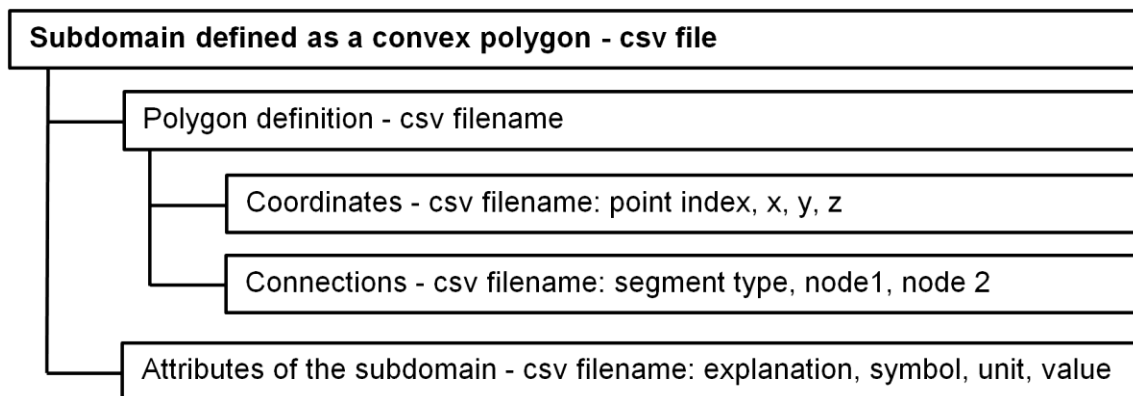 Subdomain defined as a convex polygon - csv file
Polygon definition - csv filename
Coordinates - csv filename: point index, x, y, z
Connections - csv filename: segment type, node1, node 2
Attributes of the subdomain - csv filename: explanation, symbol, unit, value